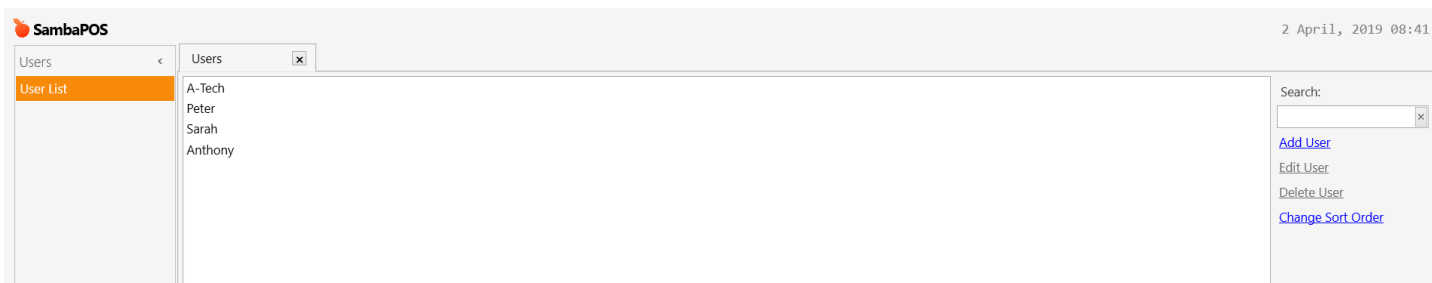 SambaPOS
2 April, 2019 08:41
Users
User List
Users
A-Tech
Peter
Sarah
Anthony
Search:
Add User
Edit User
Delete User
Change Sort Order